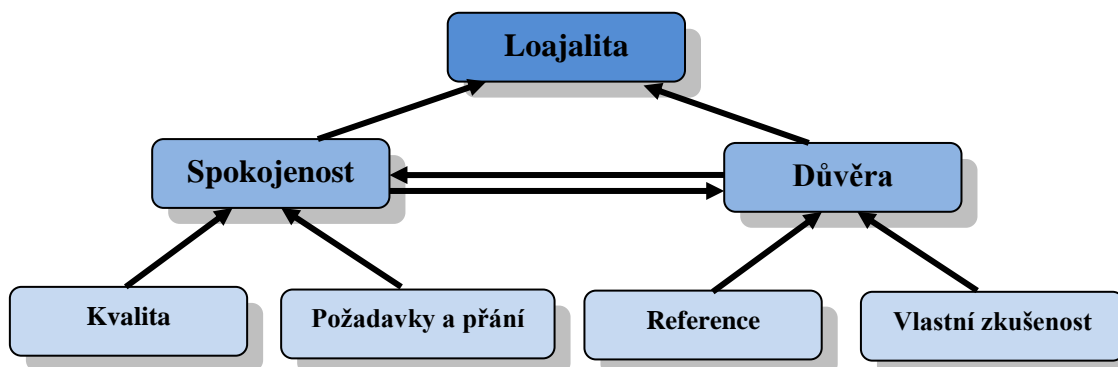 Loajalita
Spokojenost
Důvěra
Kvalita
Požadavky a přání
Reference
Vlastní zkušenost